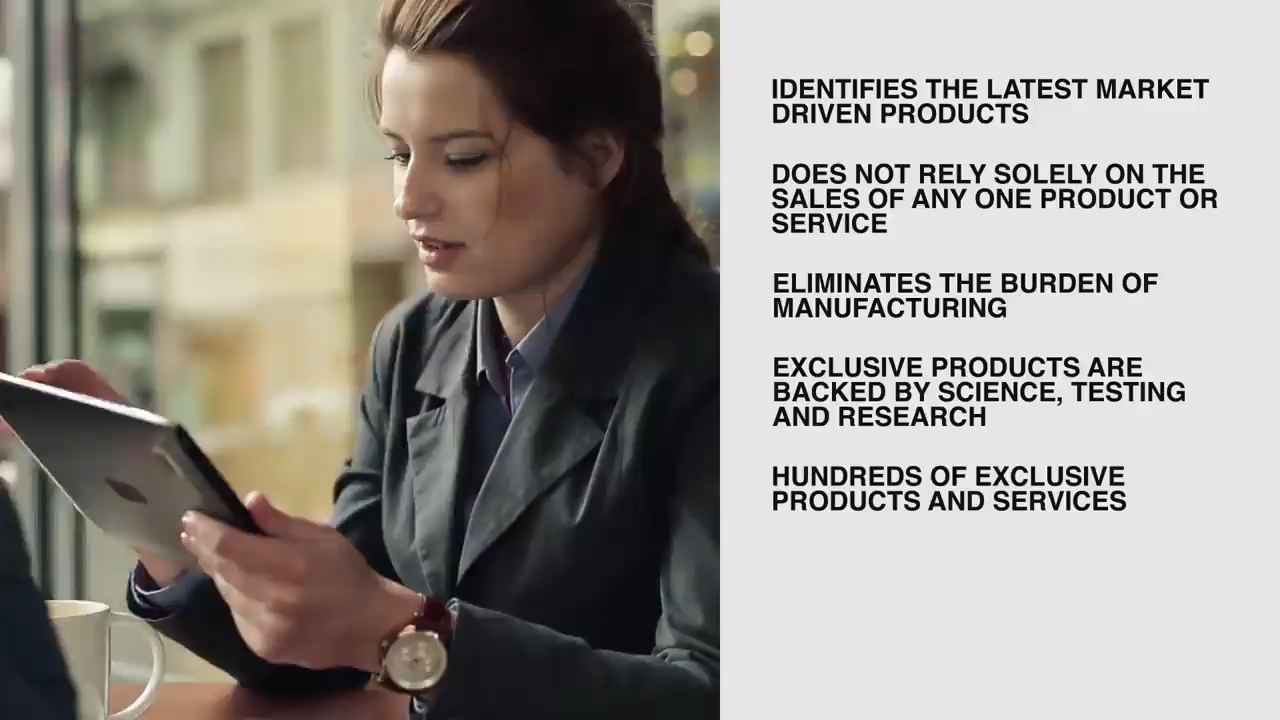 IDENTIFIES THE LATEST MARKET
DRIVEN PRODUCTS
DOES NOT RELY SOLELY ON THE
SALES OF ANY ONE PRODUCT OR
SERVICE
ELIMINATES THE BURDEN OF
MANUFACTURING
EXCLUSIVE PRODUCTS ARE
BACKED BY SCIENCE, TESTING
AND RESEARCH
HUNDREDS OF EXCLUSIVE
PRODUCTS AND SERVICES